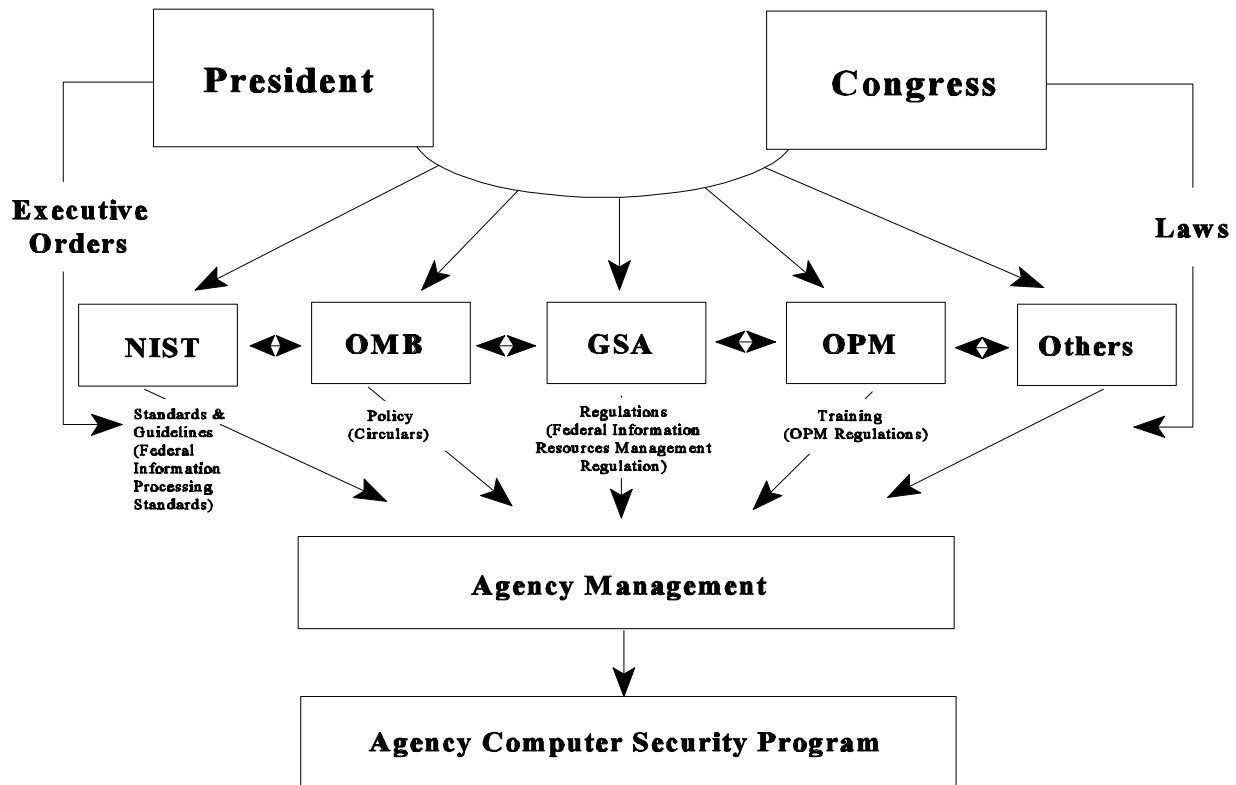 President
Congress
Executive
Orders
Laws
NIST
OMB
GSA
OPM
Others
Standards &
Guidelines
(Federal
Information
Processing
Standards)
Policy
(Circulars)
Regulations
(Federal Information
Resources Management
Regulation)
Training
(OPM Regulations)
Agency Management
Agency Computer Security Program